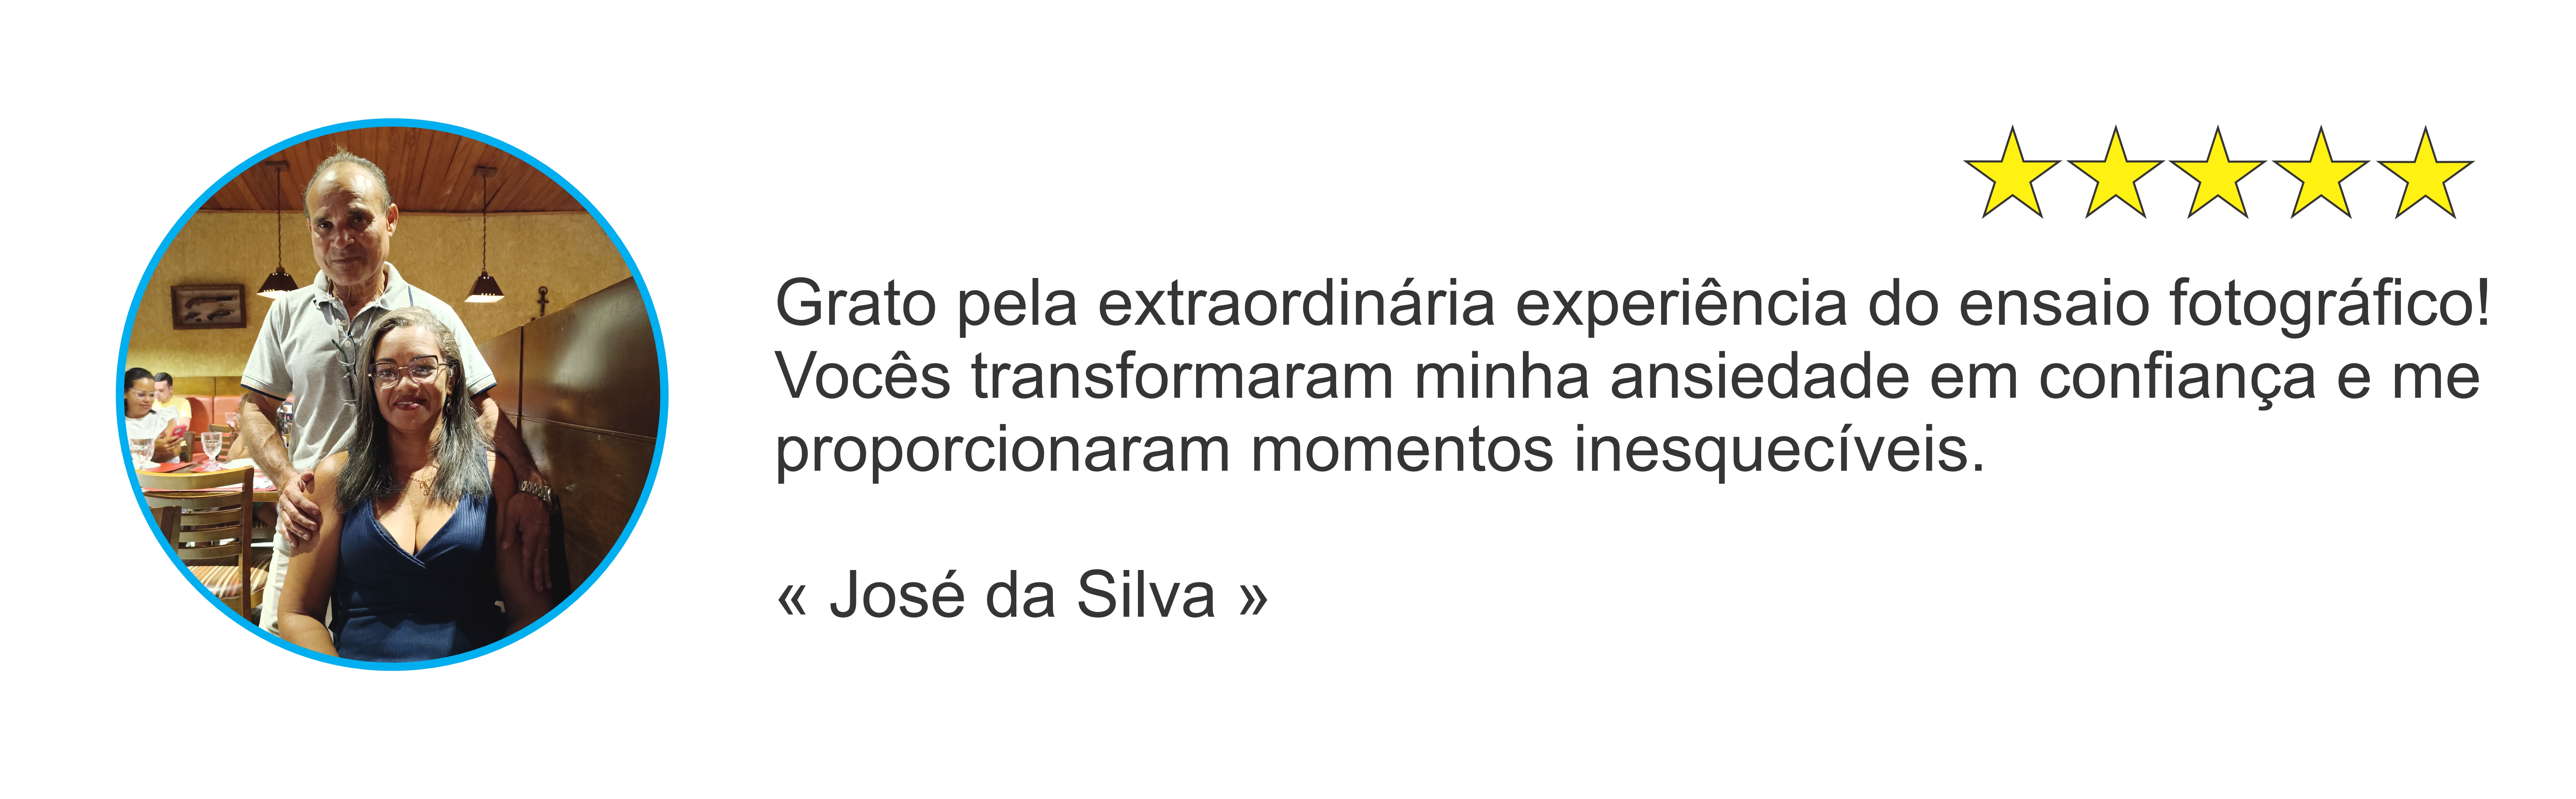 Grato pela extraordinária experiência do ensaio fotográfico!
Vocês transformaram minha ansiedade em confiança e me
proporcionaram momentos inesquecíveis.
« José da Silva »